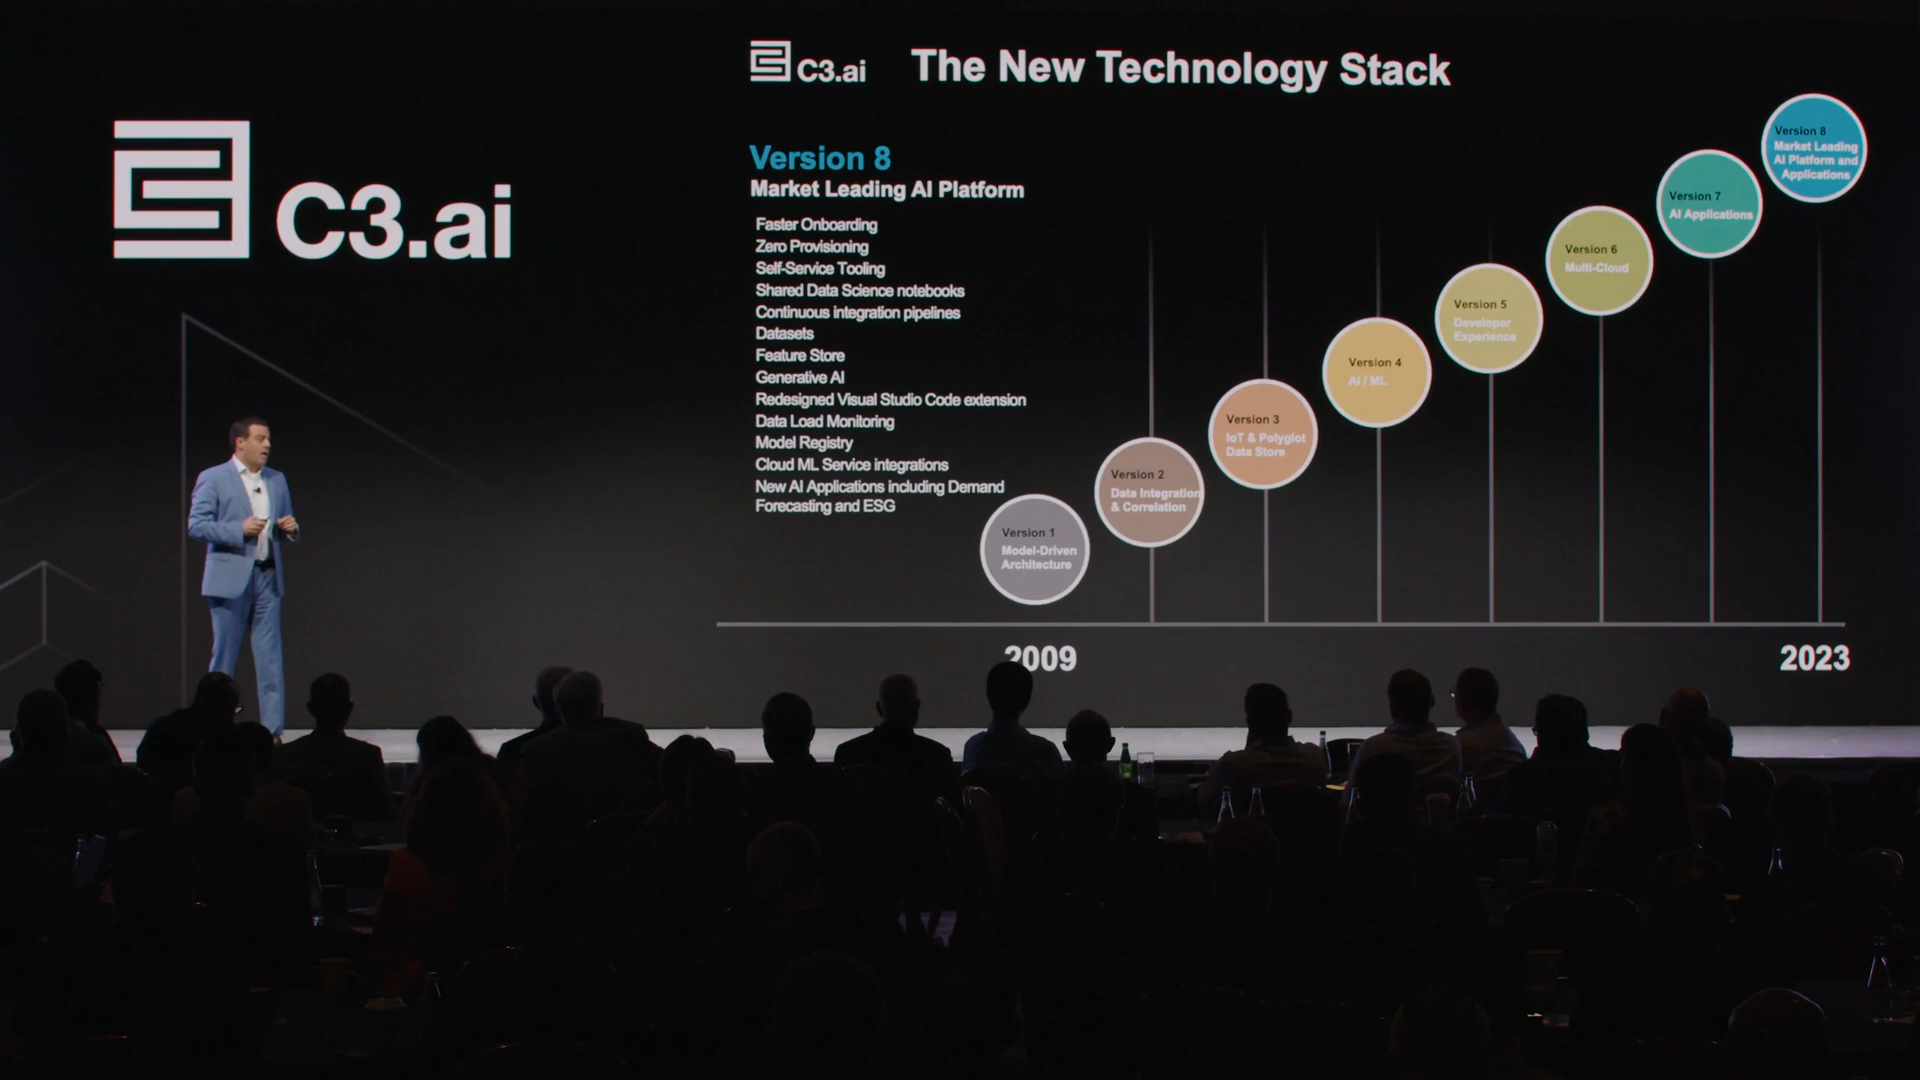 C3.ai
C3.ai
The New Technology Stack
Version 8
Market Leading AI Platform
Faster Onboarding
Zero Provisioning
Self-Service Tooling
Shared Data Science notebooks
Continuous integration pipelines
Datasets
Feature Store
Generative AI
Redesigned Visual Studio Code extension
Data Load Monitoring
Model Registry
Cloud ML Service integrations
New AI Applications including Demand
Forecasting and ESG
Version 1
Model-Driven
Architecture
Version 2
Data Integration
& Correlation
Version 3
IoT & Polyglot
Data Store
Version 4
AI / ML
Version 5
Developer
Experience
Version 6
Multi-Cloud
Version 7
AI Applications
Version 8
Market Leading
AI Platform and
Applications
2009
2023